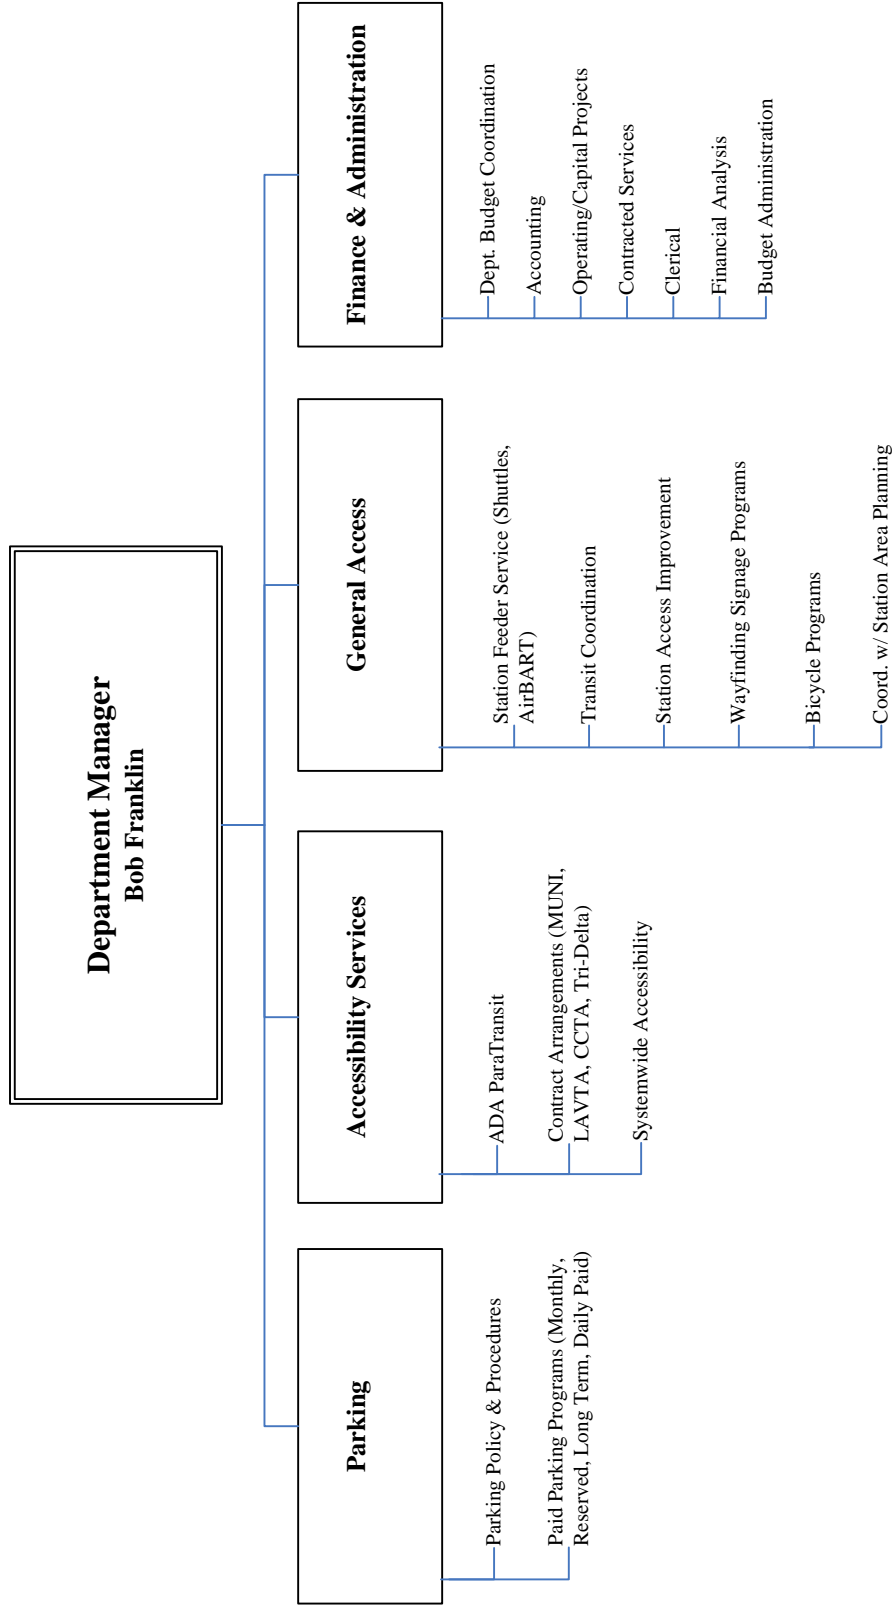 Department Manager
Bob Franklin
Parking
Parking Policy & Procedures
Paid Parking Programs (Monthly,
Reserved, Long Term, Daily Paid)
Accessibility Services
ADA ParaTransit
Contract Arrangements (MUNI,
LAVTA, CCTA, Tri-Delta)
Systemwide Accessibility
General Access
Station Feeder Service (Shuttles,
AirBART)
Transit Coordination
Station Access Improvement
Wayfinding Signage Programs
Bicycle Programs
Coord. w/ Station Area Planning
Finance & Administration
Dept. Budget Coordination
Accounting
Operating/Capital Projects
Contracted Services
Clerical
Financial Analysis
Budget Administration